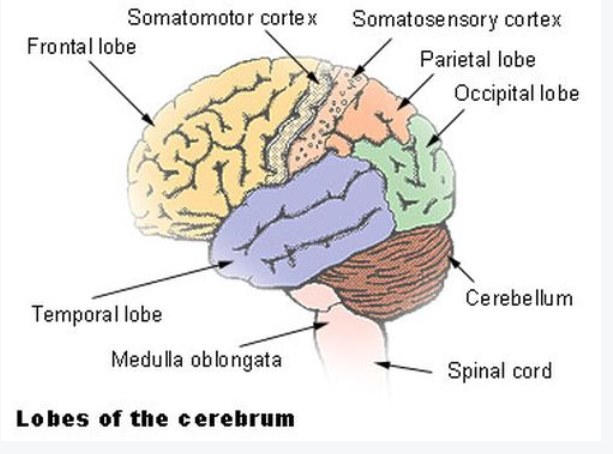 Somatomotor cortex
Somatosensory cortex
Frontal lobe
Parietal lobe
Occipital lobe
Temporal lobe
Cerebellum
Medulla oblongata
Spinal cord
Lobes of the cerebrum